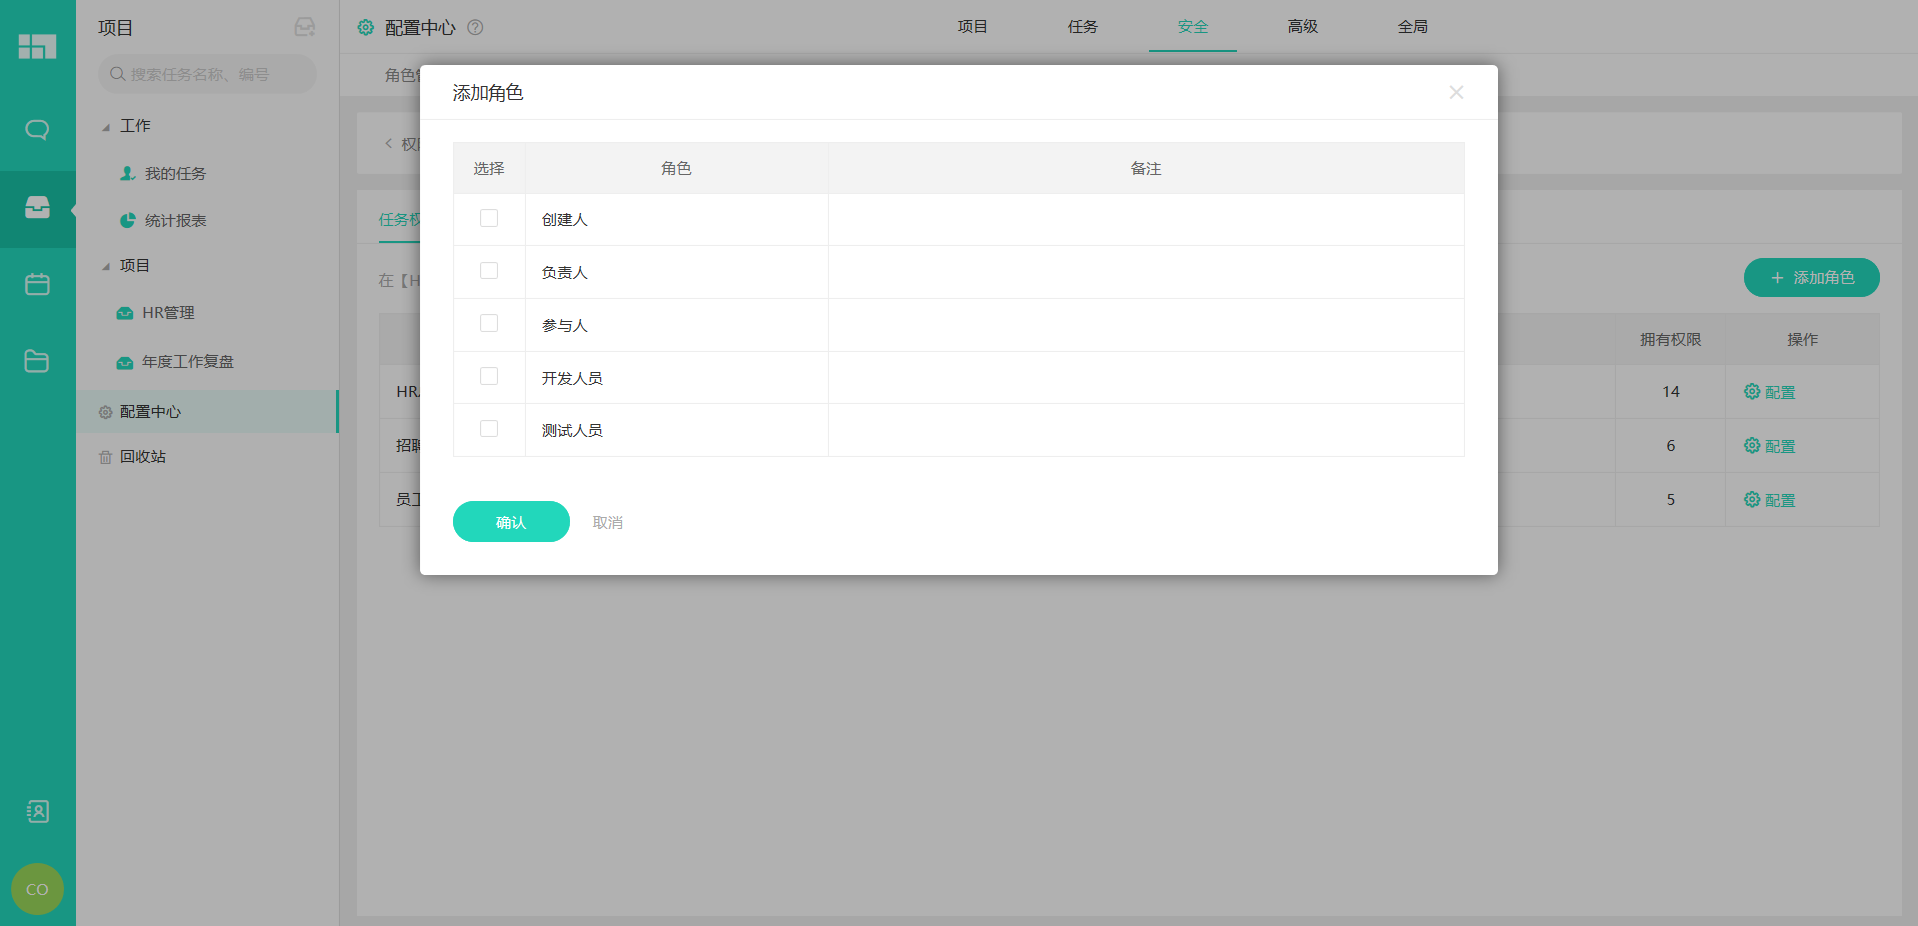 项目
搜索任务名称、编号
工作
我的任务
统计报表
项目
HR管理
年度工作复盘
配置中心
回收站
CO
配置中心
项目 任务 安全 高级 全局
角色
添加角色
选择 角色 备注
创建人
负责人
参与人
开发人员
测试人员
确认 取消
任务
在【H
添加角色
拥有权限 操作
HR
14 配置
招聘
6 配置
员工
5 配置